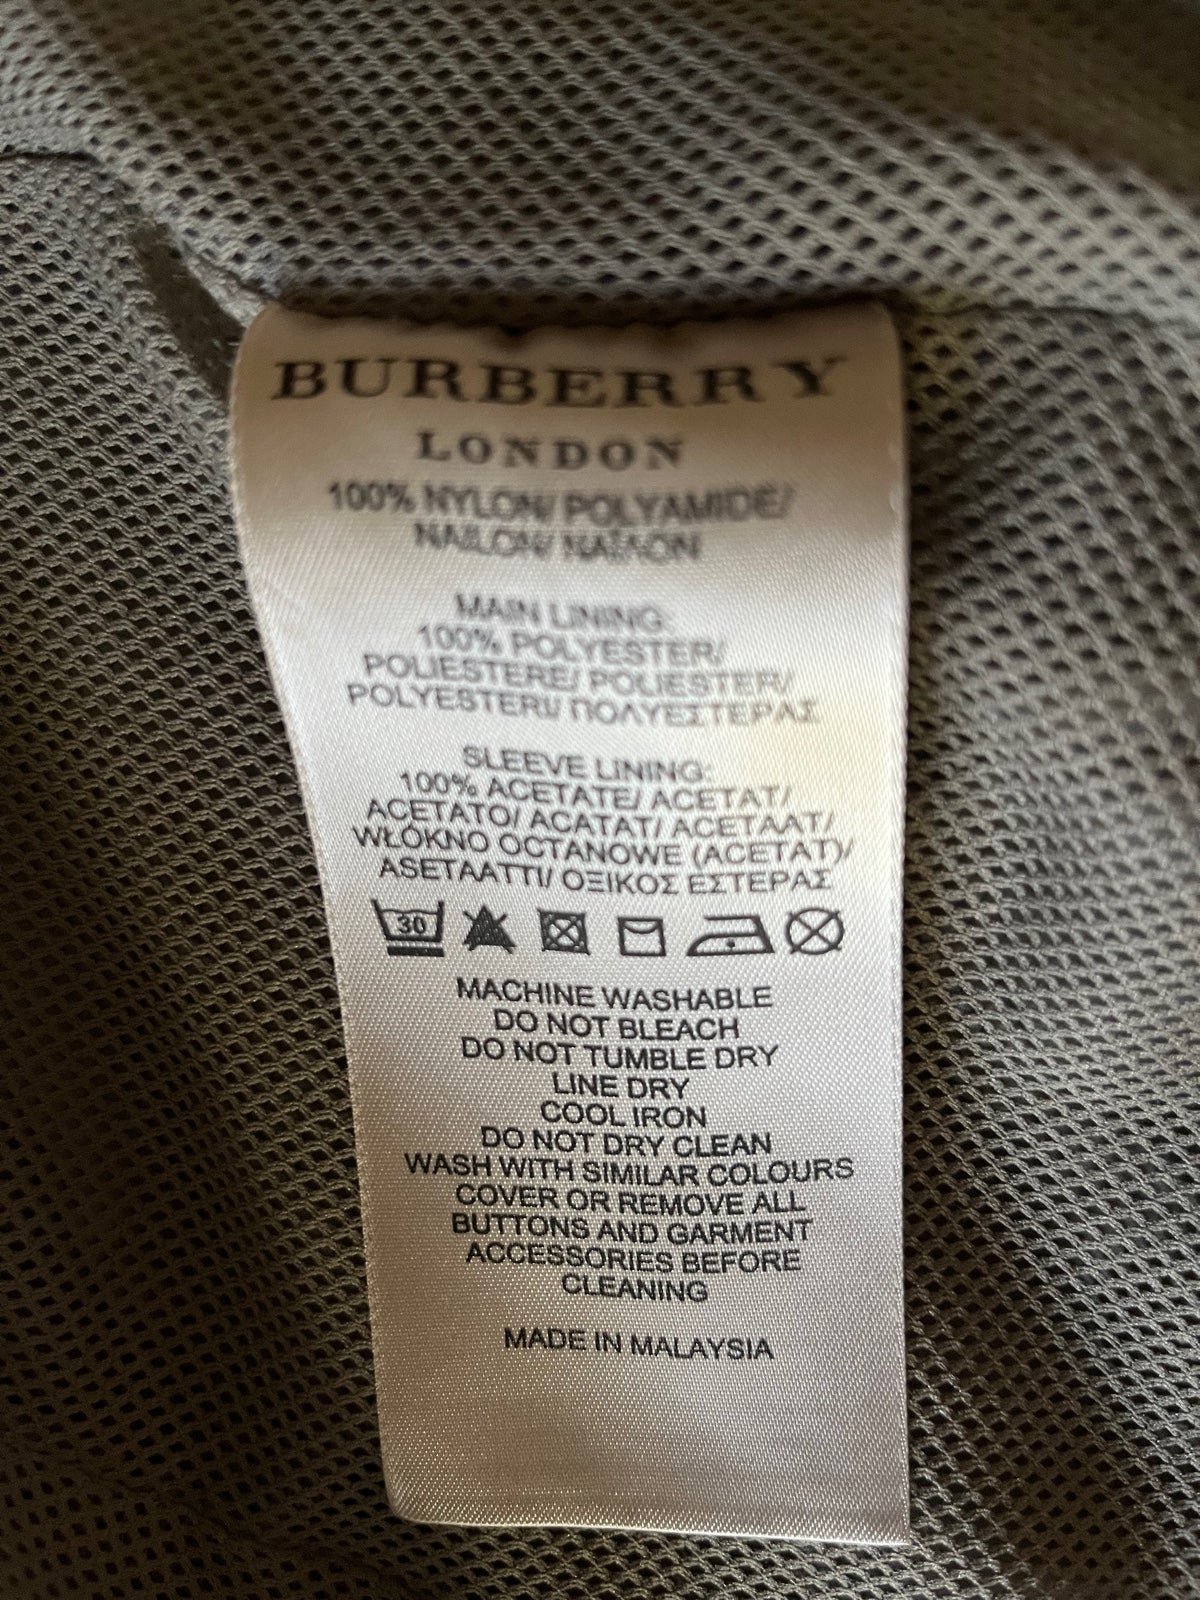 BURBERRY
LONDON
100% NYLON/ POLYAMIDE/
NAILON/ ΝΑΪΛΟΝ
MAIN LINING:
100% POLYESTER/
POLIESTERE/ POLIESTER/
POLYESTERI/ ΠΟΛΥΕΣΤΕΡΑΣ
SLEEVE LINING:
100% ACETATE/ ACETAT/
ACETATO/ ACATAT/ ACETAAT/
WŁÓKNO OCTANOWE (ACETAT)/
ASETAATTI/ ΟΞΙΚΟΣ ΕΣΤΕΡΑΣ
30
MACHINE WASHABLE
DO NOT BLEACH
DO NOT TUMBLE DRY
LINE DRY
COOL IRON
DO NOT DRY CLEAN
WASH WITH SIMILAR COLOURS
COVER OR REMOVE ALL
BUTTONS AND GARMENT
ACCESSORIES BEFORE
CLEANING
MADE IN MALAYSIA